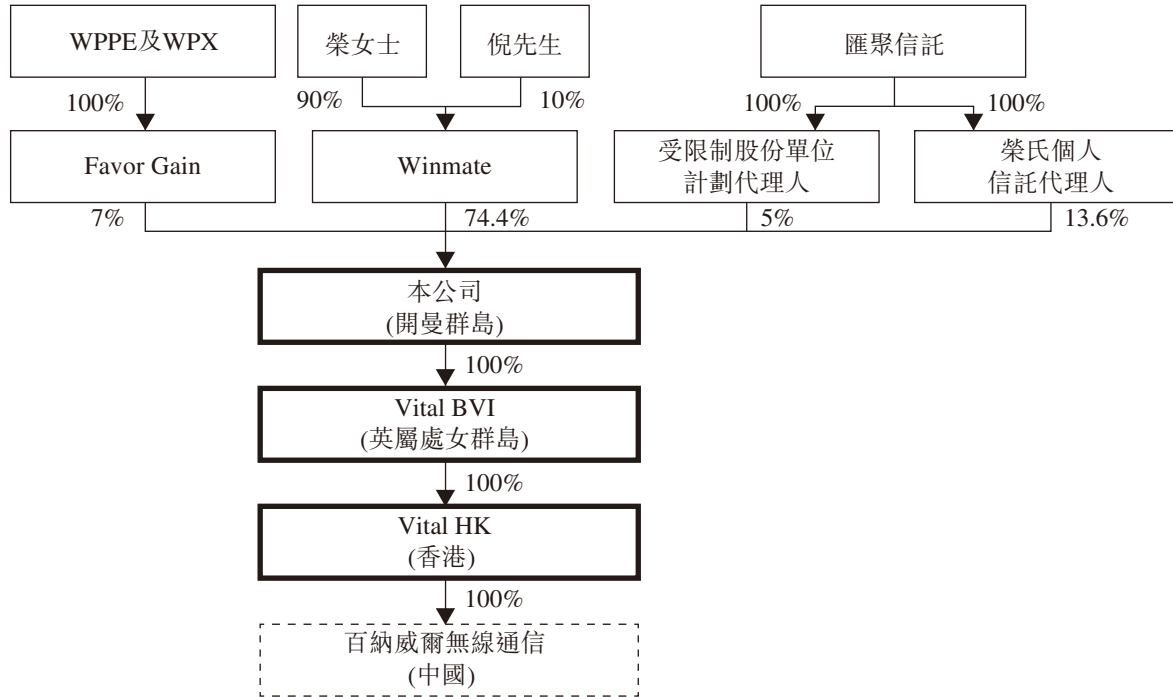 WPPE及WPX
榮女士
倪先生
匯聚信託
100%
90%
10%
100%
100%
Favor Gain
Winmate
受限制股份單位
計劃代理人
榮氏個人
信託代理人
7%
74.4%
5%
13.6%
本公司
(開曼群島)
100%
Vital BVI
(英屬處女群島)
100%
Vital HK
(香港)
100%
百納威爾無線通信
(中國)